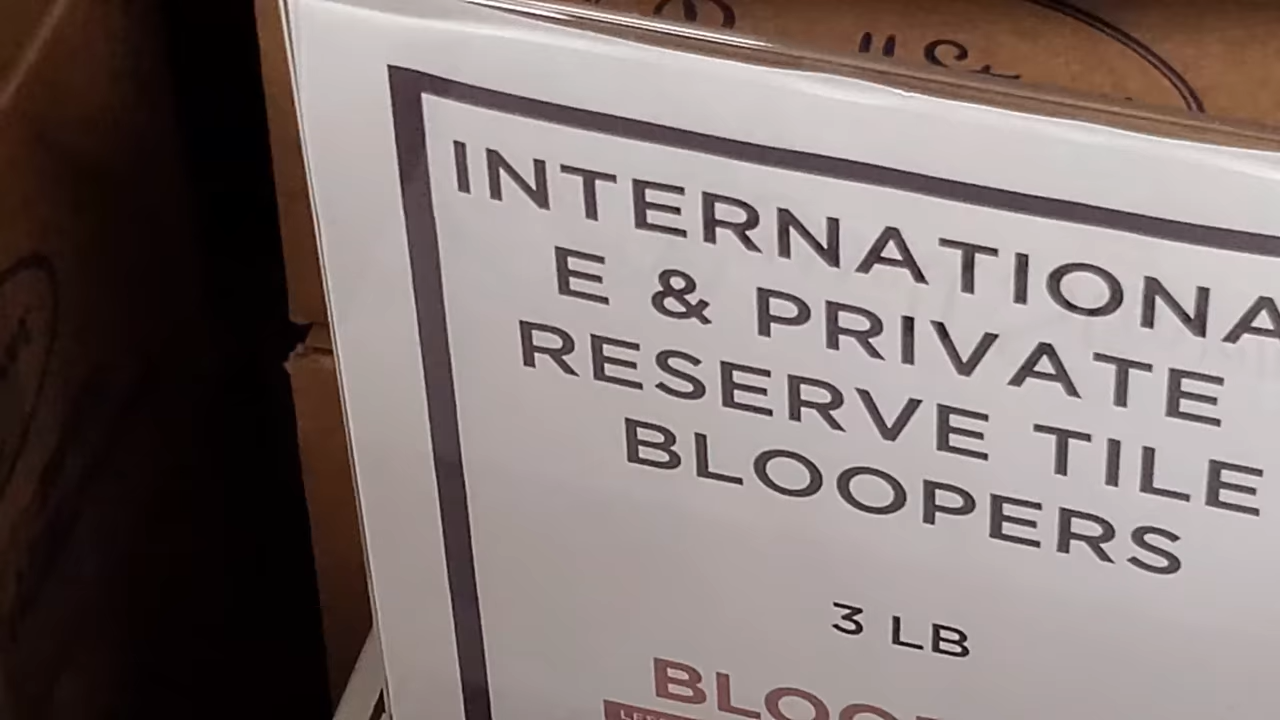 INTERNATIONA
E & PRIVATE
RESERVE TILE
BLOOPERS
3 LB